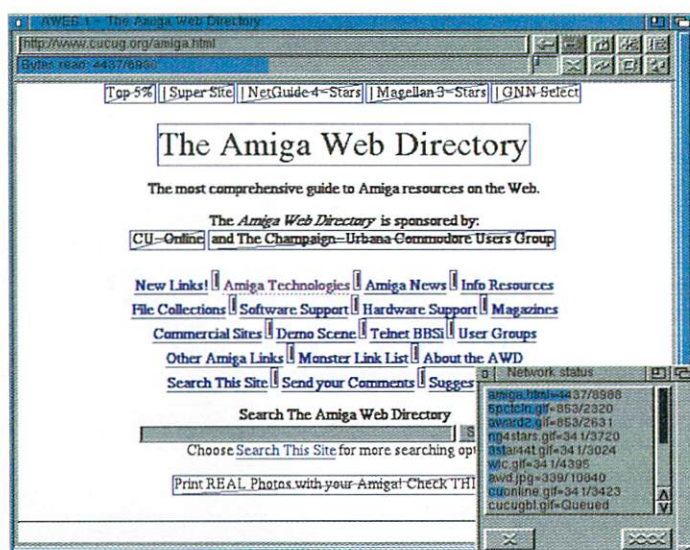 AWEB 1 - The Amiga Web Directory
http://www.cucug.org/amiga.html
Bytes read: 4437/8988
Top 5% | Super Site | NetGuide 4-Stars | Magellan 3-Stars | GNN Select
The Amiga Web Directory
The most comprehensive guide to Amiga resources on the Web.
The Amiga Web Directory is sponsored by:
CU-Online and The Champaign-Urbana Commodore Users Group
New Links! Amiga Technologies Amiga News Info Resources
File Collections Software Support Hardware Support Magazines
Commercial Sites Demo Scene Telnet BBSi User Groups
Other Amiga Links Monster Link List About the AWD
Search This Site Send your Comments Sugges
Search The Amiga Web Directory
S
Choose Search This Site for more searching opt
Print REAL Photos with your Amiga! Check THI
Network status
amiga.html=4437/8988
5pctcln.gif=853/2320
award2.gif=853/2631
ng4stars.gif=341/3720
3star44t.gif=341/3024
wic.gif=341/4395
awd.jpg=339/10840
cuonline.gif=341/3423
cucugbl.gif=Queued